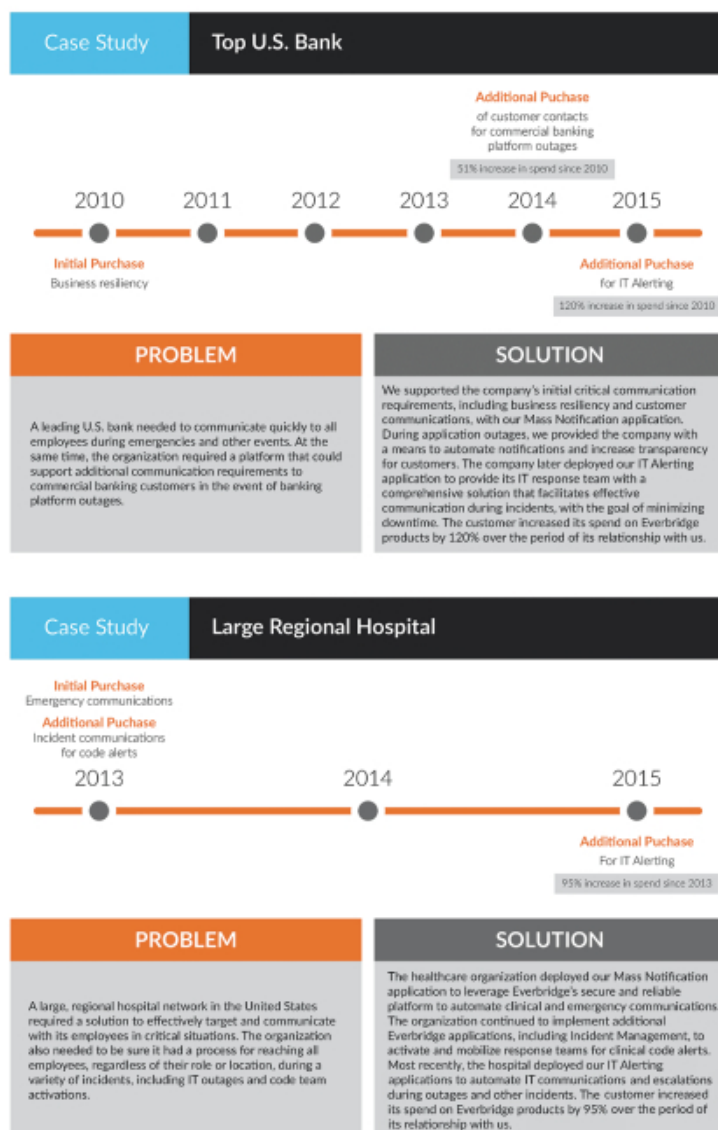 Case Study
Top U.S. Bank
Additional Puchase
of customer contacts
for commercial banking
platform outages
51% increase in spend since 2010
2010 2011 2012 2013 2014 2015
Initial Purchase
Business resiliency
Additional Puchase
for IT Alerting
120% increase in spend since 2010
PROBLEM
A leading U.S. bank needed to communicate quickly to all
employees during emergencies and other events. At the
same time, the organization required a platform that could
support additional communication requirements to
commercial banking customers in the event of banking
platform outages.
SOLUTION
We supported the company's initial critical communication
requirements, including business resiliency and customer
communications, with our Mass Notification application.
During application outages, we provided the company with
a means to automate notifications and increase transparency
for customers. The company later deployed our IT Alerting
application to provide its IT response team with a
comprehensive solution that facilitates effective
communication during incidents, with the goal of minimizing
downtime. The customer increased its spend on Everbridge
products by 120% over the period of its relationship with us.
Case Study
Large Regional Hospital
Initial Purchase
Emergency communications
Additional Puchase
Incident communications
for code alerts
2013 2014 2015
Additional Puchase
For IT Alerting
95% increase in spend since 2013
PROBLEM
A large, regional hospital network in the United States
required a solution to effectively target and communicate
with its employees in critical situations. The organization
also needed to be sure it had a process for reaching all
employees, regardless of their role or location, during a
variety of incidents, including IT outages and code team
activations.
SOLUTION
The healthcare organization deployed our Mass Notification
application to leverage Everbridge's secure and reliable
platform to automate clinical and emergency communications.
The organization continued to implement additional
Everbridge applications, including Incident Management, to
activate and mobilize response teams for clinical code alerts.
Most recently, the hospital deployed our IT Alerting
applications to automate IT communications and escalations
during outages and other incidents. The customer increased
its spend on Everbridge products by 95% over the period of
its relationship with us.